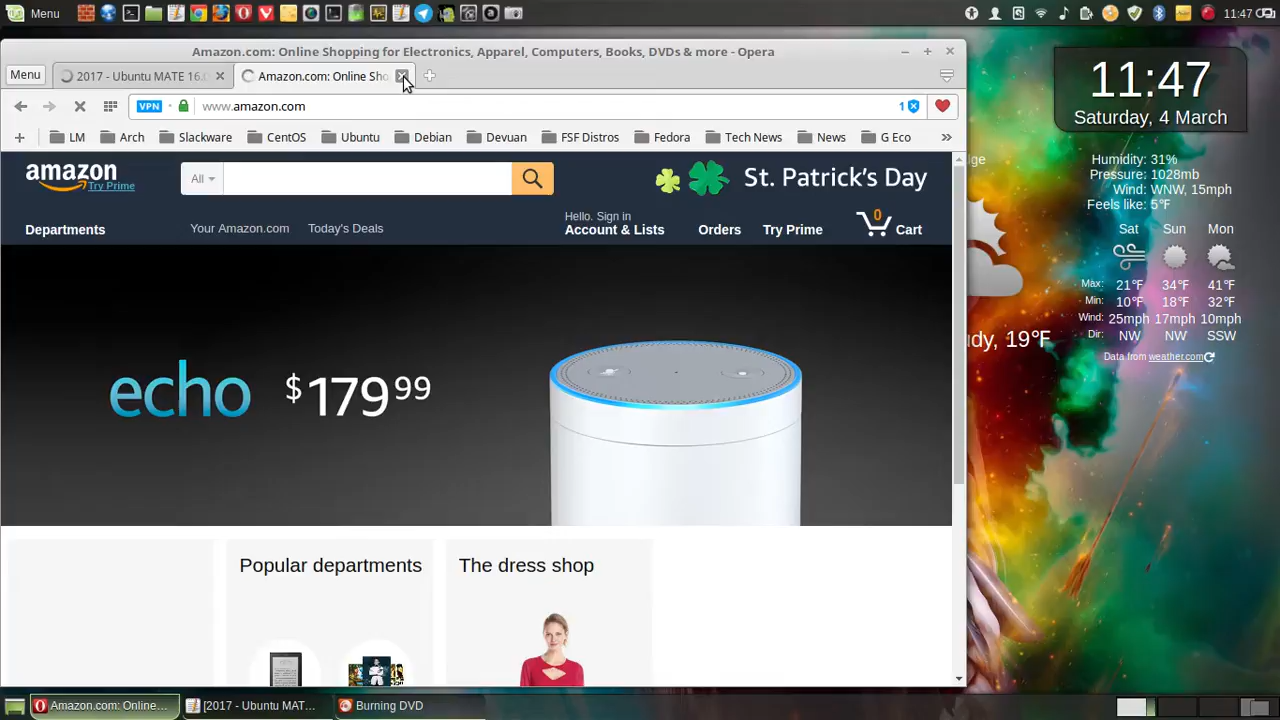 Menu
11:47
Amazon.com: Online Shopping for Electronics, Apparel, Computers, Books, DVDs & more - Opera
Menu
2017 - Ubuntu MATE 16.0
Amazon.com: Online Sho
VPN
www.amazon.com
1
LM
Arch
Slackware
CentOS
Ubuntu
Debian
Devuan
FSF Distros
Fedora
Tech News
News
G Eco
»
amazon
Try Prime
All
St. Patrick's Day
Departments
Your Amazon.com
Today's Deals
Hello. Sign in
Account & Lists
Orders
Try Prime
0
Cart
echo $179 99
Popular departments
The dress shop
11:47
Saturday, 4 March
Humidity: 31%
Pressure: 1028mb
Wind: WNW, 15mph
Feels like: 5°F
Sat Sun Mon
Max: 21°F 34°F 41°F
Min: 10°F 18°F 32°F
Wind: 25mph 17mph 10mph
Dir: NW NW SSW
udy, 19°F
Data from weather.com
Amazon.com: Online...
[2017 - Ubuntu MAT...
Burning DVD